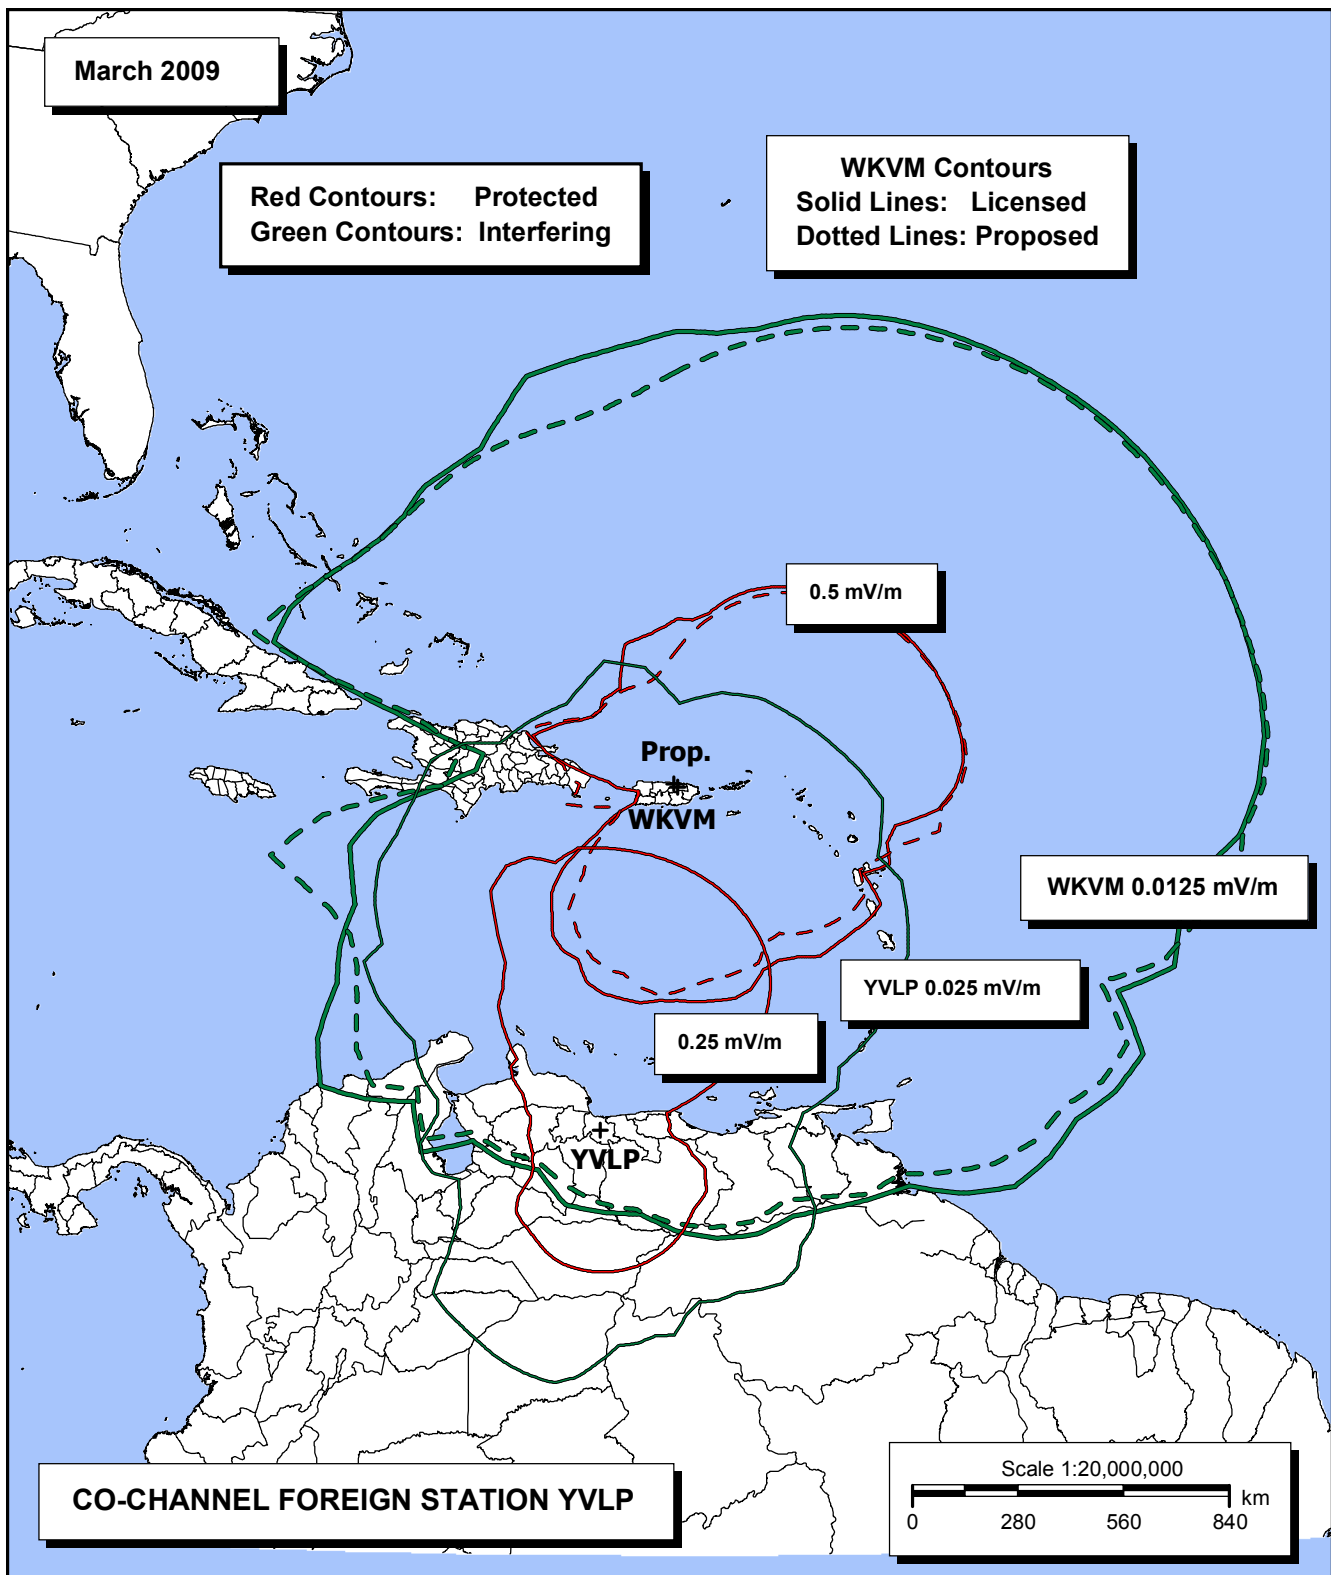 March 2009
Red Contours: Protected
Green Contours: Interfering
WKVM Contours
Solid Lines: Licensed
Dotted Lines: Proposed
0.5 mV/m
Prop.
WKVM
WKVM 0.0125 mV/m
YVLP 0.025 mV/m
0.25 mV/m
YVLP
CO-CHANNEL FOREIGN STATION YVLP
Scale 1:20,000,000
km
0 280 560 840